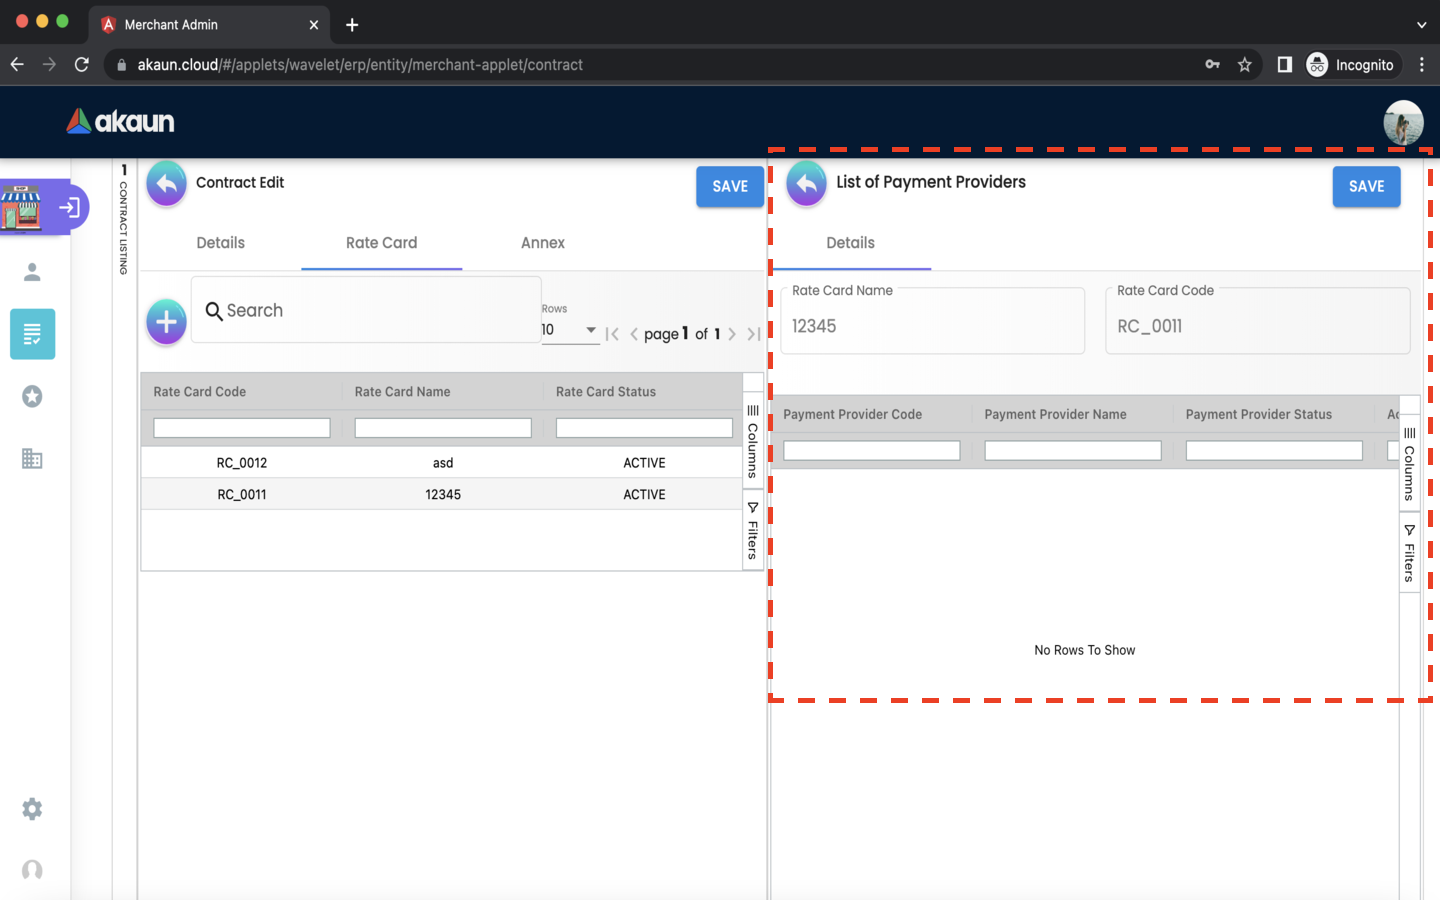 Merchant Admin
akaun.cloud/#/applets/wavelet/erp/entity/merchant-applet/contract
Incognito
akaun
SHOP
1 CONTRACT LISTING
Contract Edit
SAVE
Details Rate Card Annex
Search
Rows
10
page 1 of 1
Rate Card Code Rate Card Name Rate Card Status
RC_0012 asd ACTIVE
RC_0011 12345 ACTIVE
Columns
Filters
List of Payment Providers
SAVE
Details
Rate Card Name
12345
Rate Card Code
RC_0011
Payment Provider Code Payment Provider Name Payment Provider Status
Columns
Filters
No Rows To Show